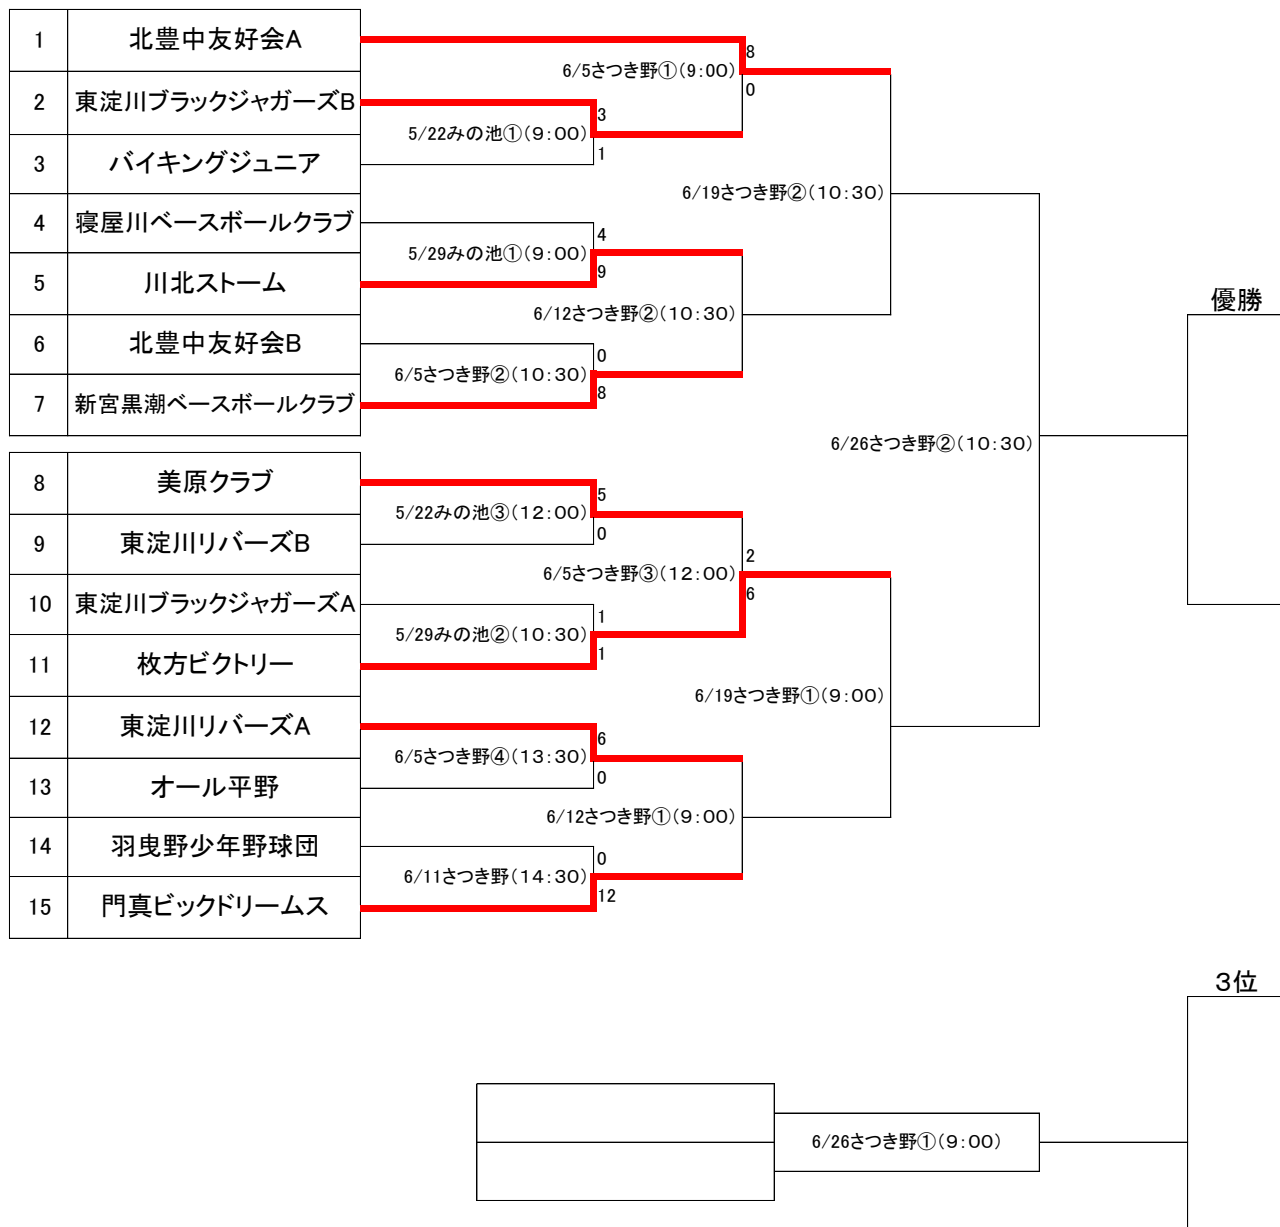 1 北豊中友好会A
8
6/5さつき野①(9:00)
0
2 東淀川ブラックジャガーズB
3
5/22みの池①(9:00)
1
3 バイキングジュニア
6/19さつき野②(10:30)
4 寝屋川ベースボールクラブ
4
5/29みの池①(9:00)
9
5 川北ストーム
優勝
6/12さつき野②(10:30)
6 北豊中友好会B
0
6/5さつき野②(10:30)
8
7 新宮黒潮ベースボールクラブ
6/26さつき野②(10:30)
8 美原クラブ
5
5/22みの池③(12:00)
0
9 東淀川リバーズB
2
6/5さつき野③(12:00)
6
10 東淀川ブラックジャガーズA
1
5/29みの池②(10:30)
1
11 枚方ビクトリー
6/19さつき野①(9:00)
12 東淀川リバーズA
6
6/5さつき野④(13:30)
0
13 オール平野
6/12さつき野①(9:00)
14 羽曳野少年野球団
0
6/11さつき野(14:30)
12
15 門真ビックドリームス
3位
6/26さつき野①(9:00)